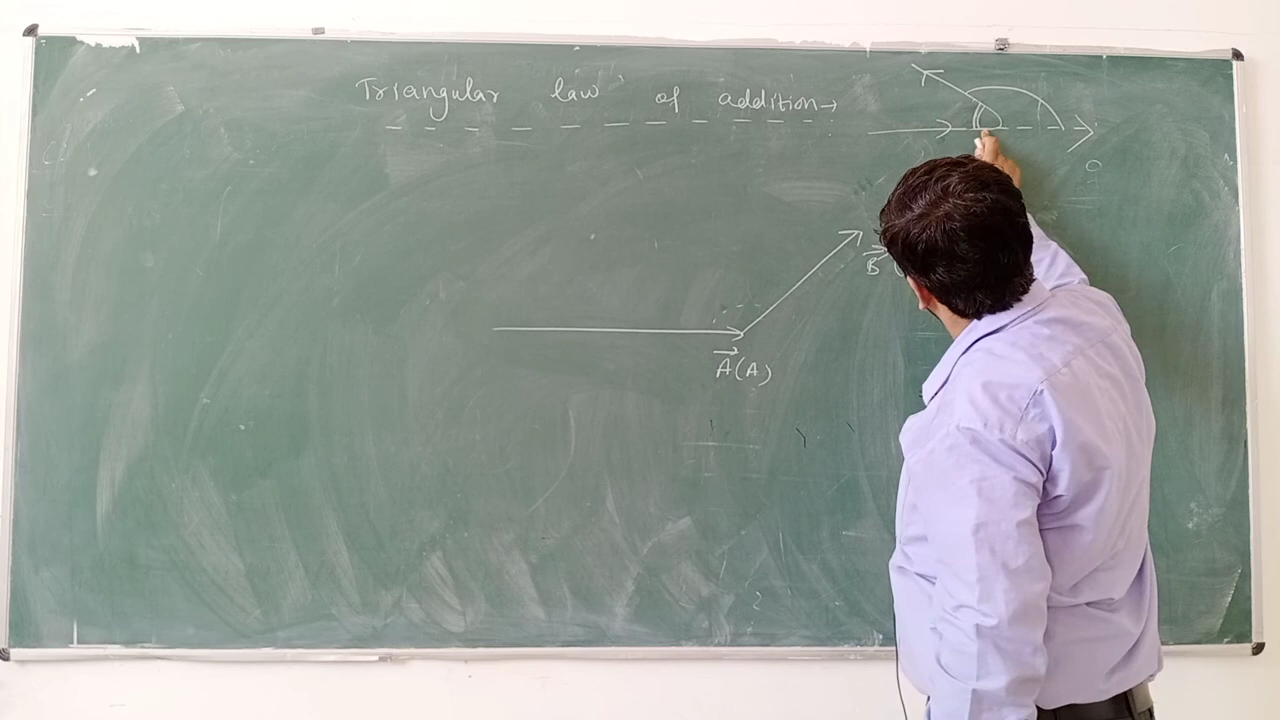 Triangular law of addition→
B
A(A)